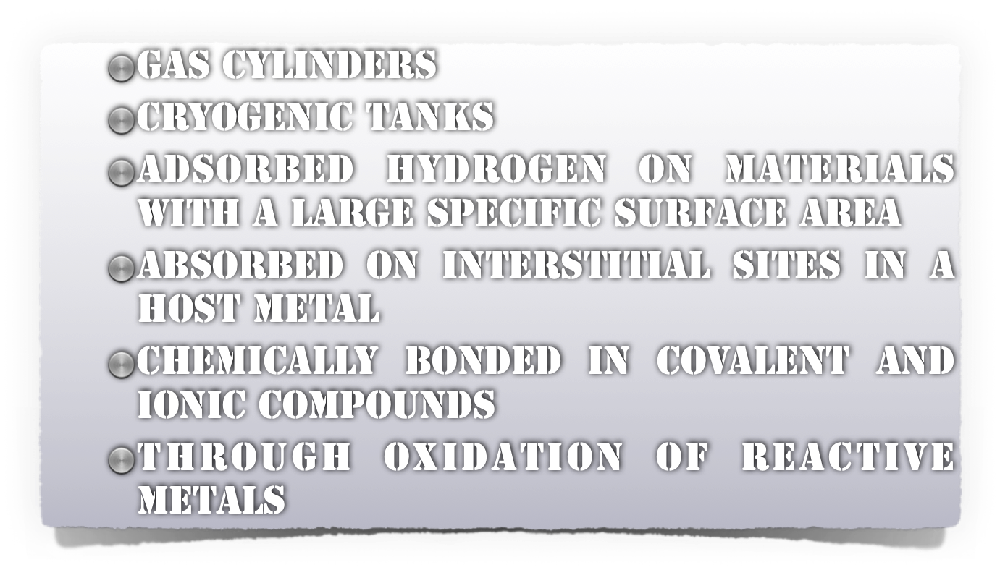 GAS CYLINDERS
CRYOGENIC TANKS
ADSORBED HYDROGEN ON MATERIALS
WITH A LARGE SPECIFIC SURFACE AREA
ABSORBED ON INTERSTITIAL SITES IN A
HOST METAL
CHEMICALLY BONDED IN COVALENT AND
IONIC COMPOUNDS
THROUGH OXIDATION OF REACTIVE
METALS